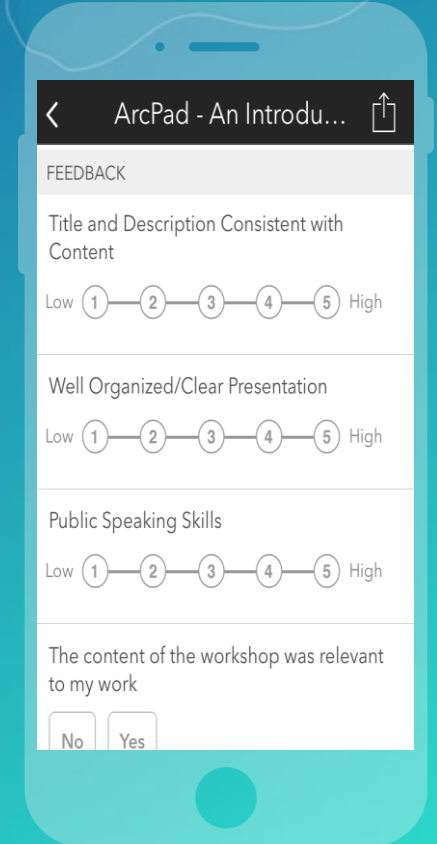 ArcPad - An Introdu...
FEEDBACK
Title and Description Consistent with
Content
Low 1 2 3 4 5 High
Well Organized/Clear Presentation
Low 1 2 3 4 5 High
Public Speaking Skills
Low 1 2 3 4 5 High
The content of the workshop was relevant
to my work
No Yes